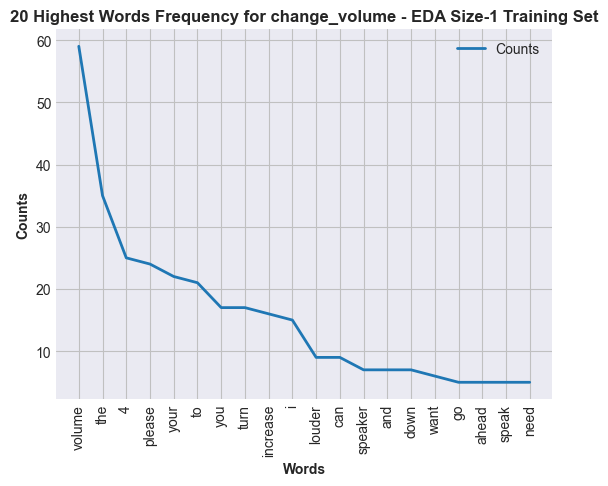 20 Highest Words Frequency for change_volume - EDA Size-1 Training Set
Counts
60
50
40
30
20
10
Counts
volume
the
4
please
your
to
you
turn
increase
i
louder
can
speaker
and
down
want
go
ahead
speak
need
Words